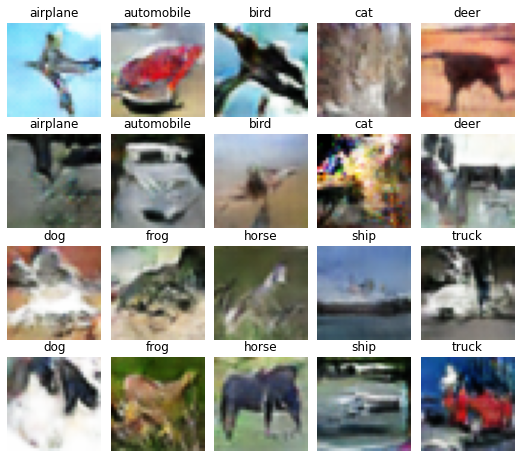 airplane automobile bird cat deer
airplane automobile bird cat deer
dog frog horse ship truck
dog frog horse ship truck